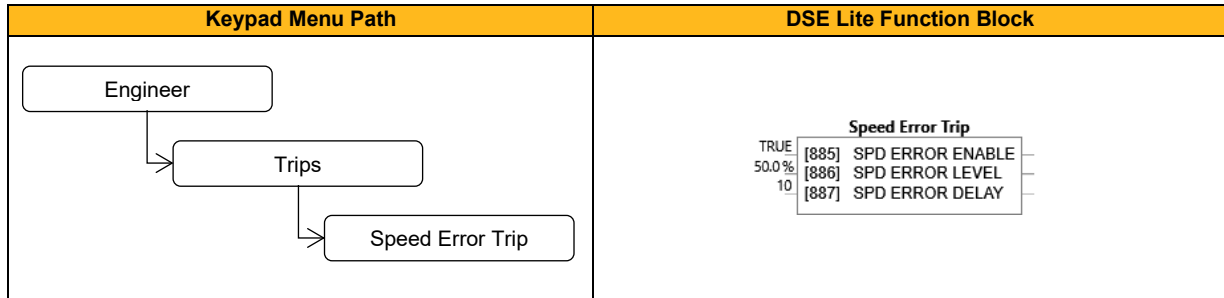 Keypad Menu Path
DSE Lite Function Block
Engineer
Trips
Speed Error Trip
Speed Error Trip
TRUE [885] SPD ERROR ENABLE
50.0% [886] SPD ERROR LEVEL
10 [887] SPD ERROR DELAY